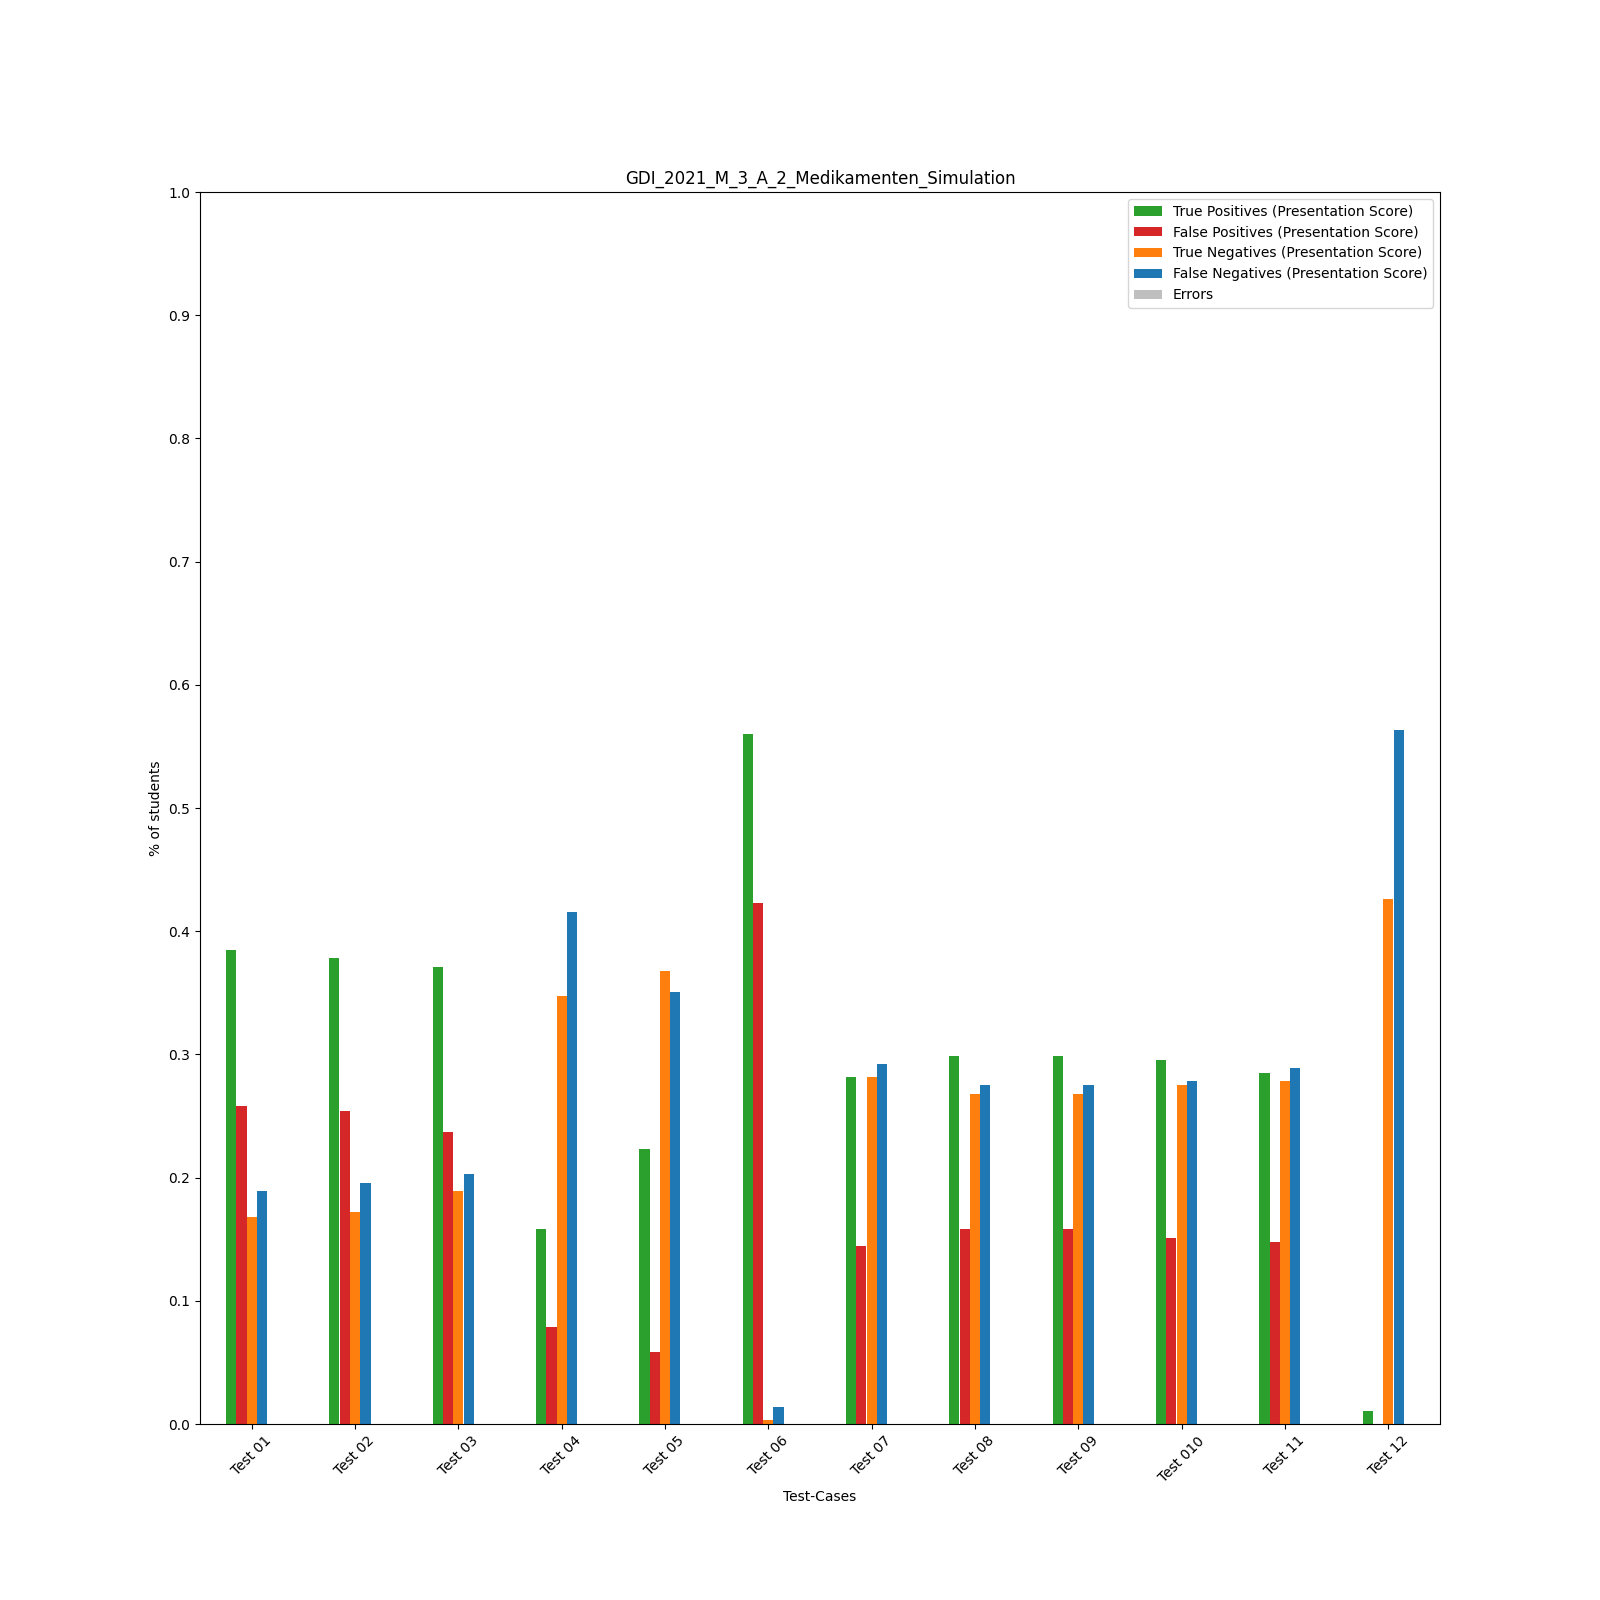 GDI_2021_M_3_A_2_Medikamenten_Simulation
True Positives (Presentation Score)
False Positives (Presentation Score)
True Negatives (Presentation Score)
False Negatives (Presentation Score)
Errors
1.0
0.9
0.8
0.7
0.6
0.5
0.4
0.3
0.2
0.1
0.0
% of students
Test 01
Test 02
Test 03
Test 04
Test 05
Test 06
Test 07
Test 08
Test 09
Test 010
Test 11
Test 12
Test-Cases